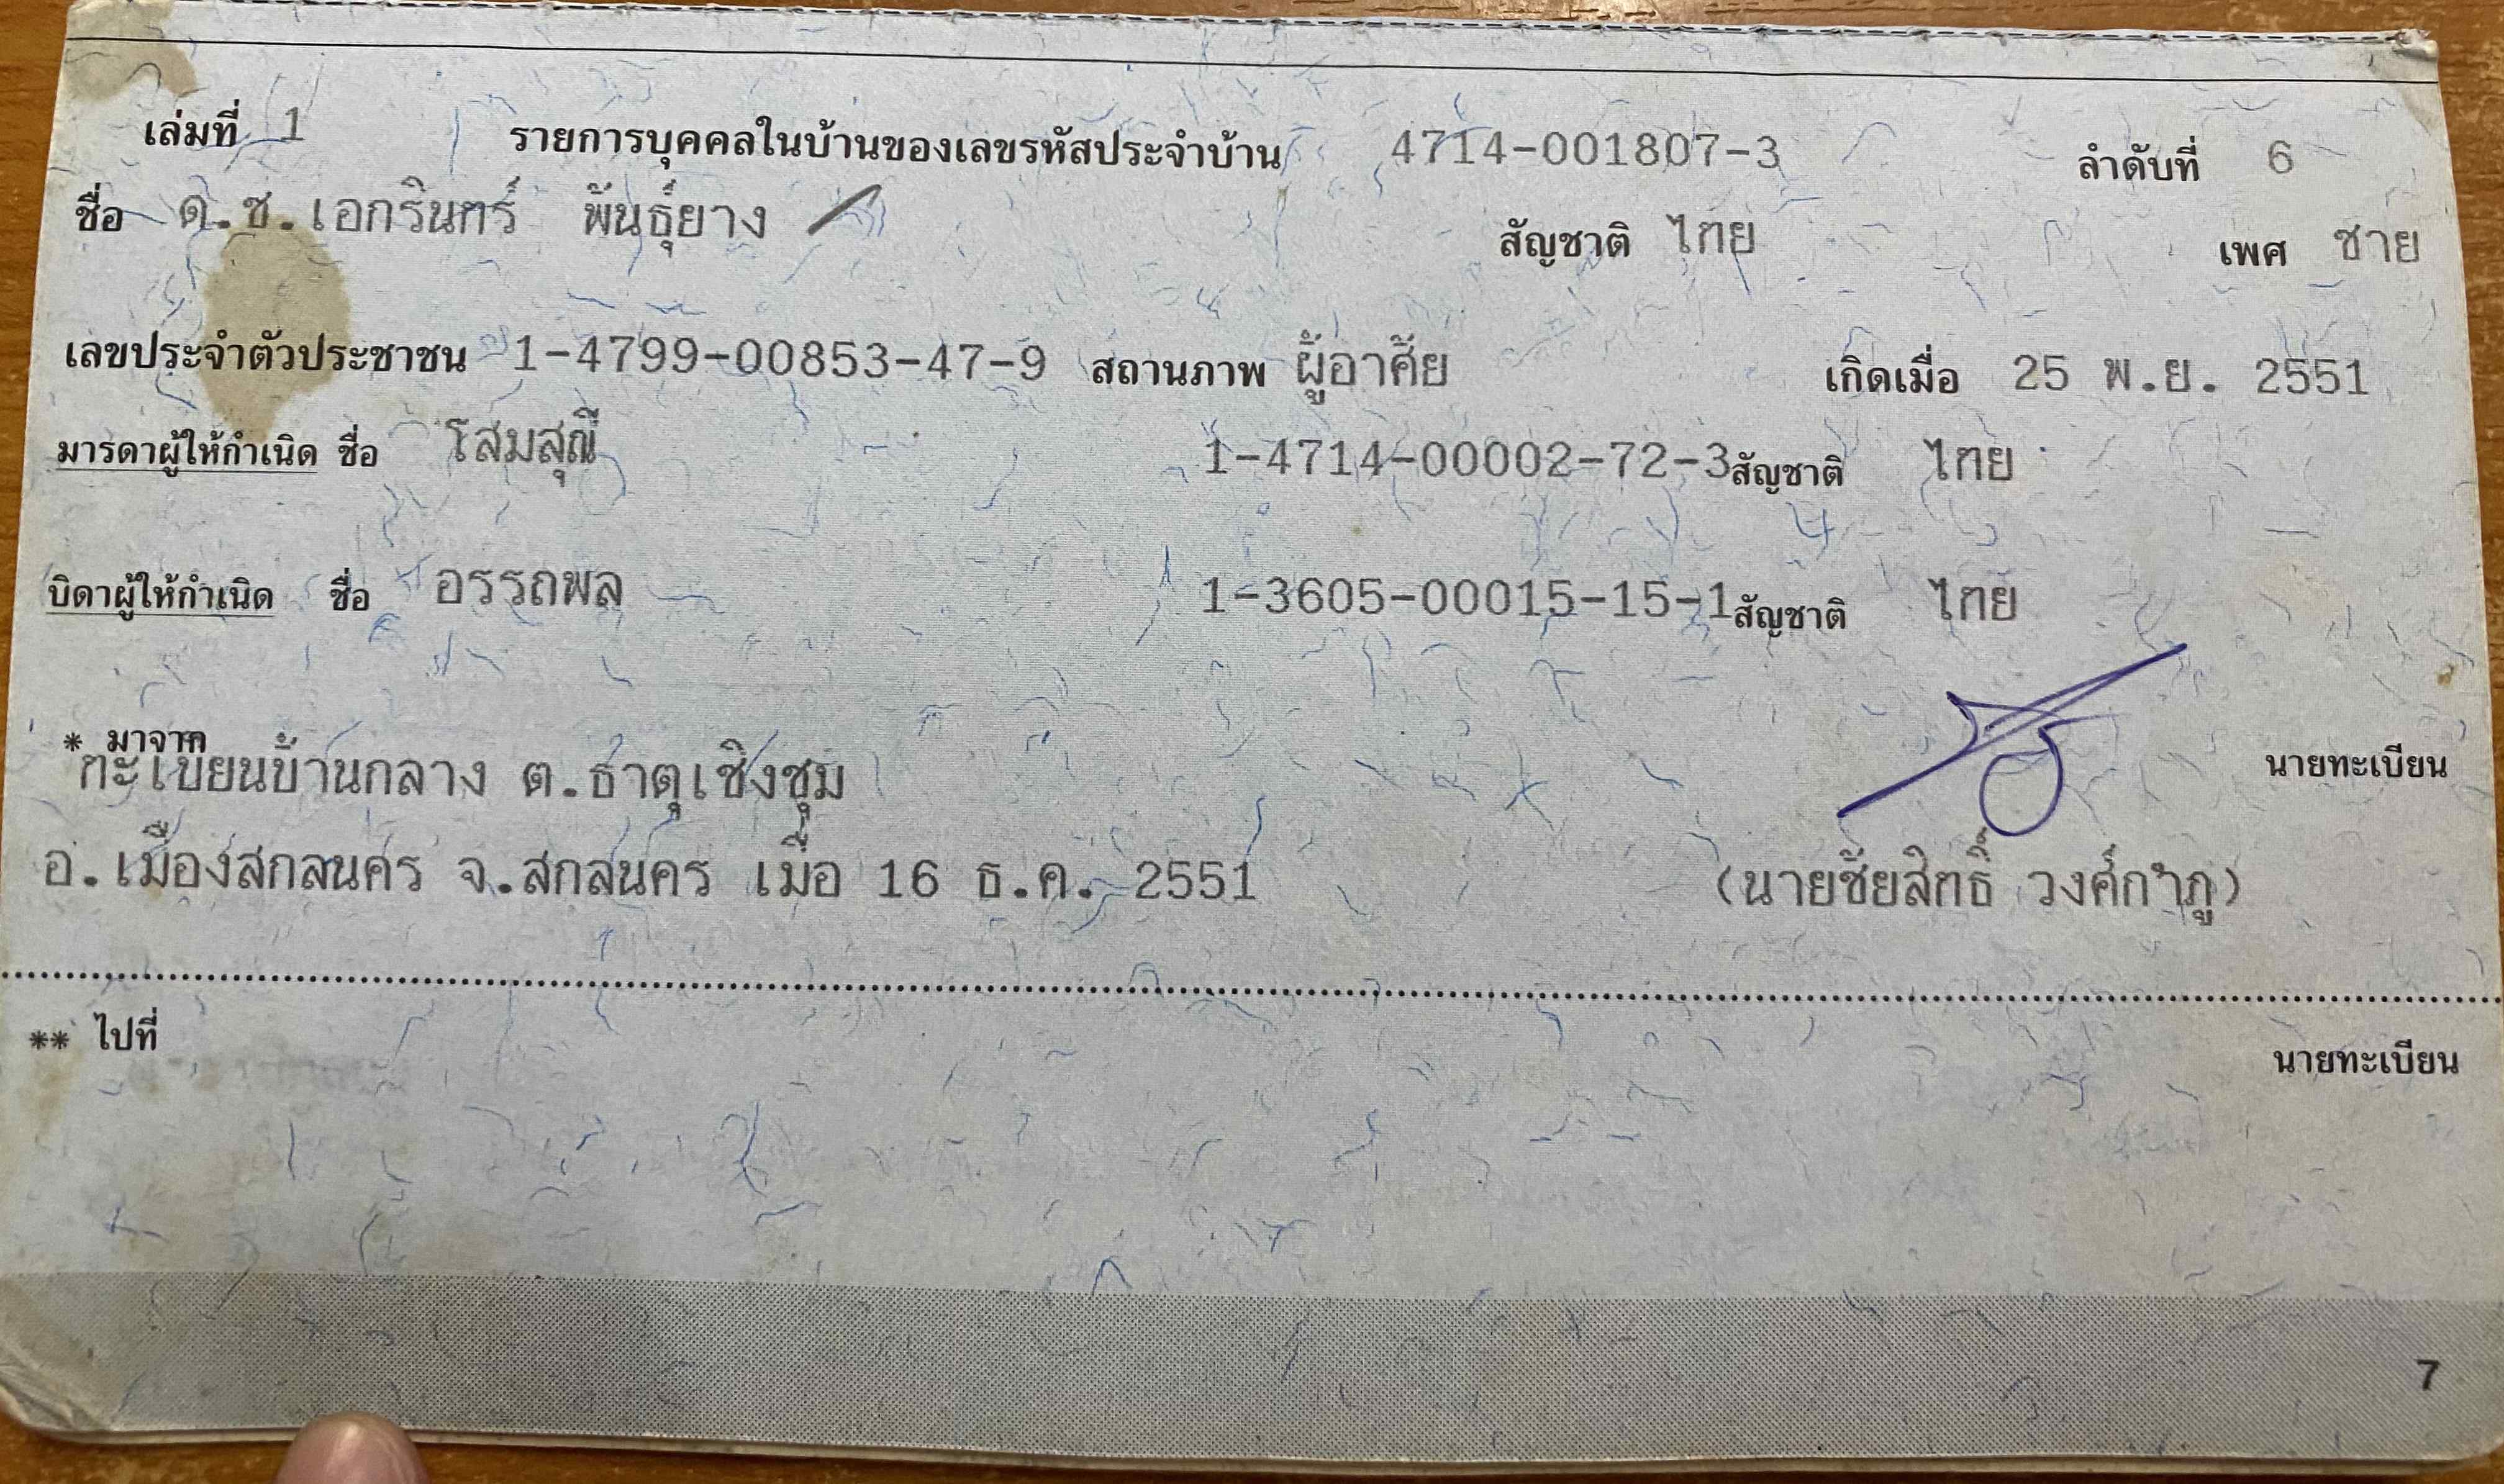 เล่มที่ 1 รายการบุคคลในบ้านของเลขรหัสประจำบ้าน 4714-001807-3 ลำดับที่ 6
ชื่อ ด.ช.เอกรินทร์ พันธุ์ยาง สัญชาติ ไทย เพศ ชาย
เลขประจำตัวประชาชน 1-4799-00853-47-9 สถานภาพ ผู้อาศัย เกิดเมื่อ 25 พ.ย. 2551
มารดาผู้ให้กำเนิด ชื่อ โสมสุณี 1-4714-00002-72-3 สัญชาติ ไทย
บิดาผู้ให้กำเนิด ชื่อ อรรถพล 1-3605-00015-15-1 สัญชาติ ไทย
* มาจาก
ทะเบียนบ้านกลาง ต.ธาตุเชิงชุม นายทะเบียน
อ.เมืองสกลนคร จ.สกลนคร เมื่อ 16 ธ.ค. 2551 (นายชัยสิทธิ์ วงศ์กำภู)
** ไปที่ นายทะเบียน
7